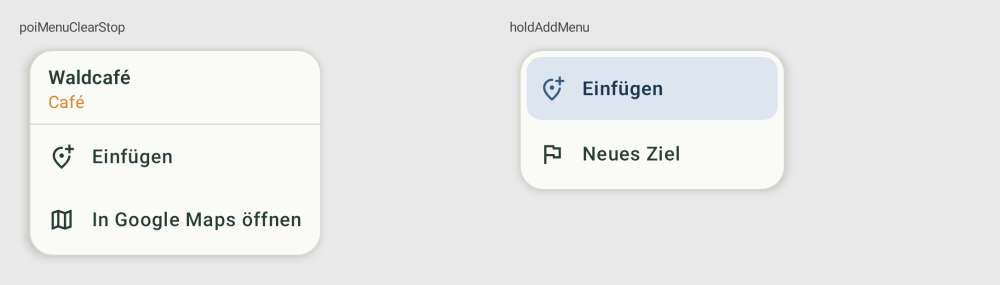 poiMenuClearStop
Waldcafé
Café
Einfügen
In Google Maps öffnen
holdAddMenu
Einfügen
Neues Ziel